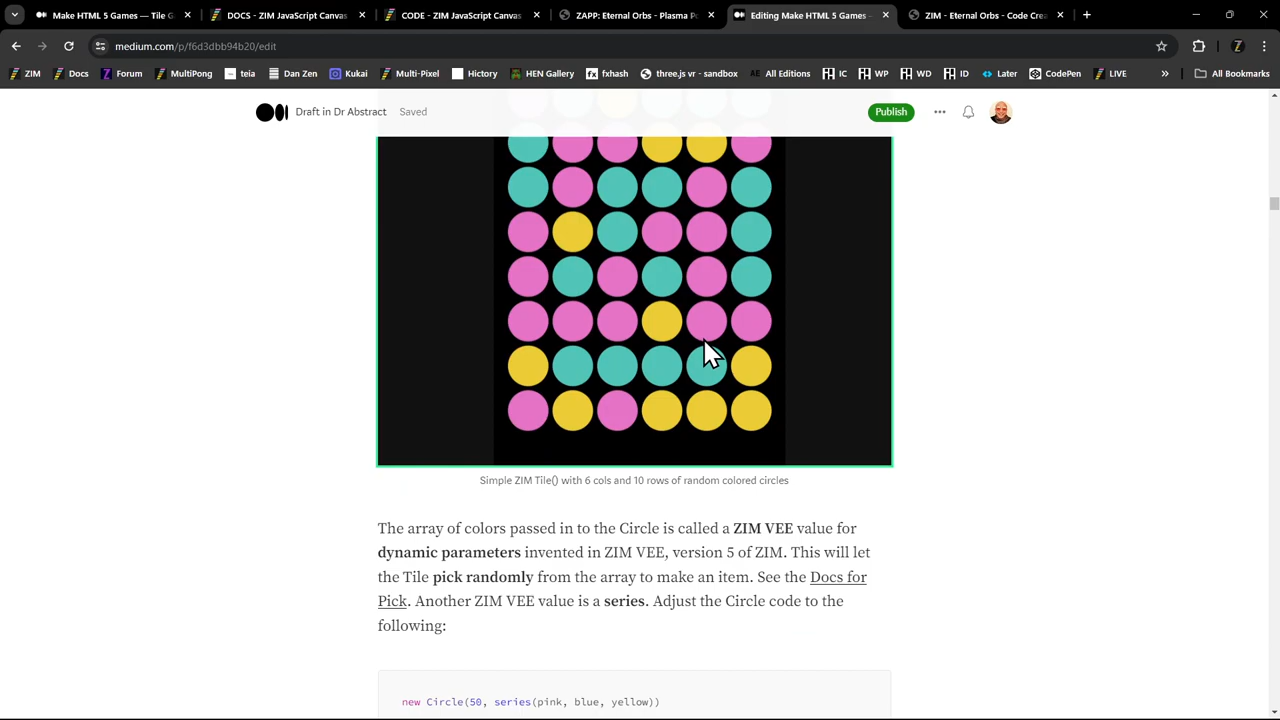 Make HTML 5 Games — Tile G
DOCS - ZIM JavaScript Canvas
CODE - ZIM JavaScript Canvas
ZAPP: Eternal Orbs - Plasma Po
Editing Make HTML 5 Games –
ZIM - Eternal Orbs - Code Crea
medium.com/p/f6d3dbb94b20/edit
ZIM
Docs
Forum
MultiPong
teia
Dan Zen
Kukai
Multi-Pixel
Hictory
HEN Gallery
fx fxhash
three.js vr - sandbox
AE All Editions
IC
WP
WD
ID
Later
CodePen
LIVE
All Bookmarks
Draft in Dr Abstract Saved
Publish
Simple ZIM Tile() with 6 cols and 10 rows of random colored circles
The array of colors passed in to the Circle is called a ZIM VEE value for
dynamic parameters invented in ZIM VEE, version 5 of ZIM. This will let
the Tile pick randomly from the array to make an item. See the Docs for
Pick. Another ZIM VEE value is a series. Adjust the Circle code to the
following:
new Circle(50, series(pink, blue, yellow))